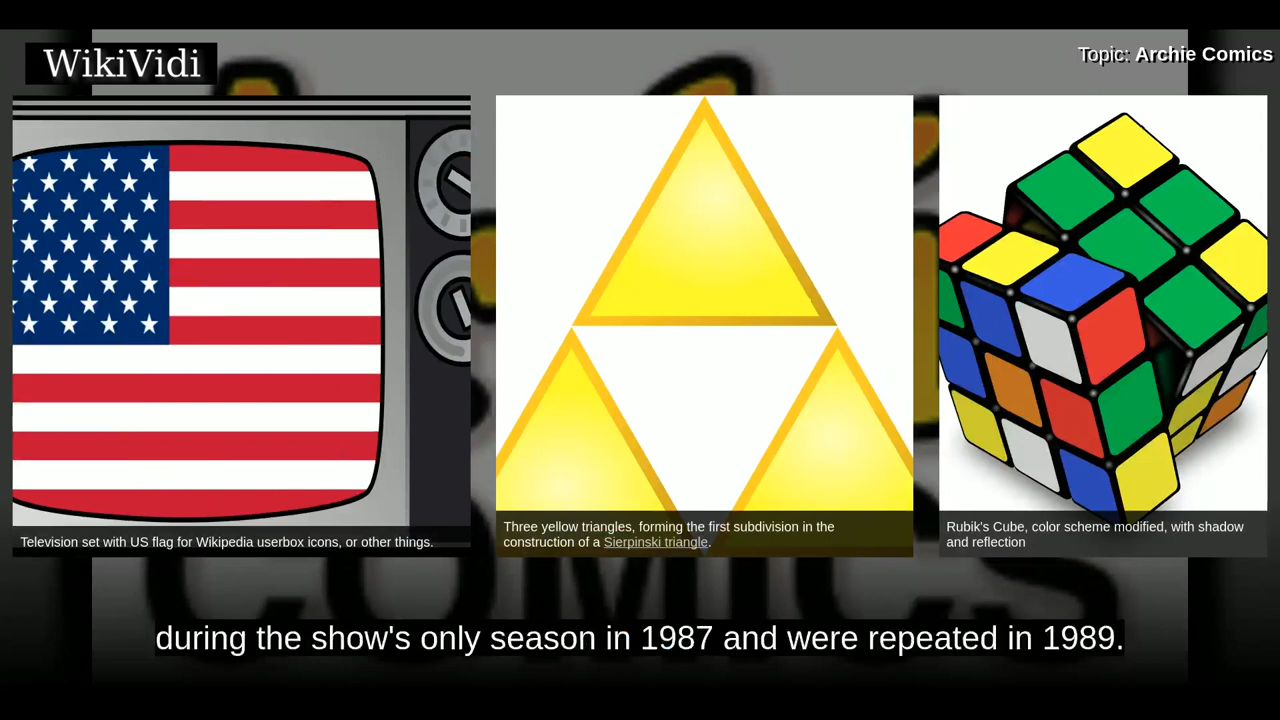 WikiVidi
Topic: Archie Comics
Television set with US flag for Wikipedia userbox icons, or other things.
Three yellow triangles, forming the first subdivision in the
construction of a Sierpinski triangle.
Rubik's Cube, color scheme modified, with shadow
and reflection
COMICS
during the show's only season in 1987 and were repeated in 1989.